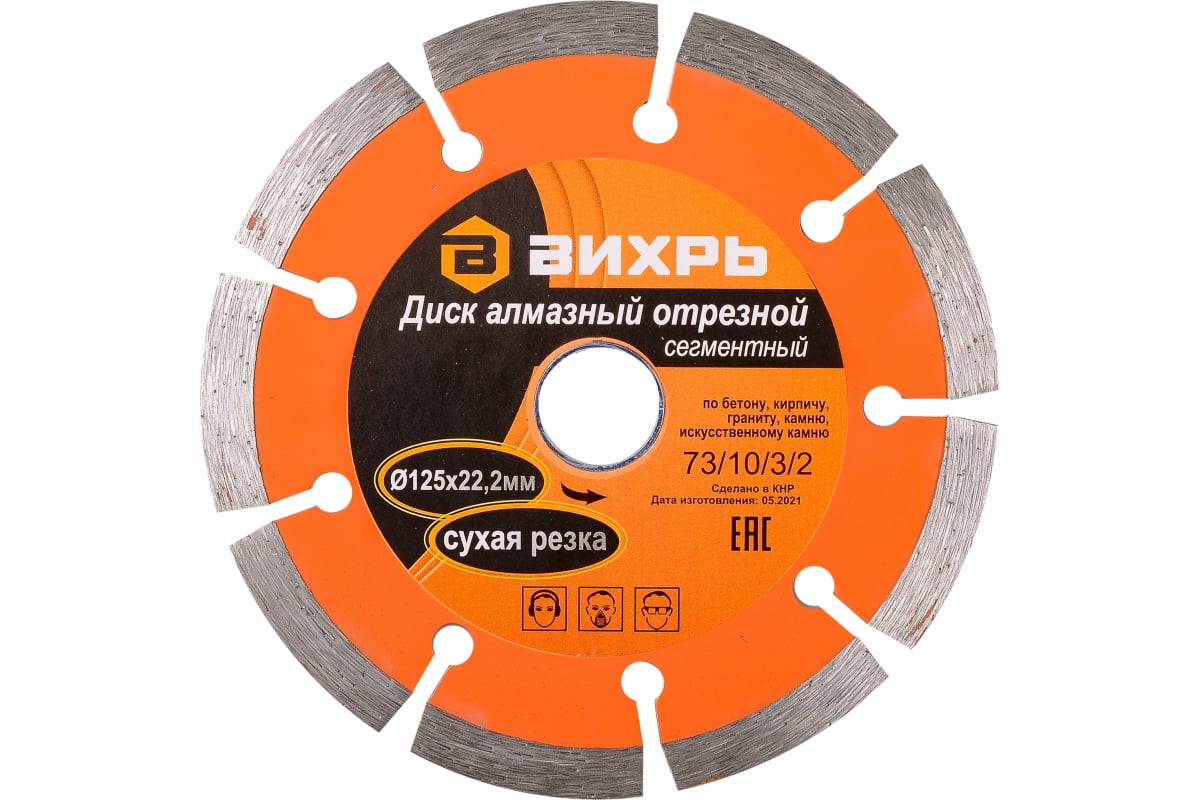 В ВИХРЬ
Диск алмазный отрезной
сегментный
по бетону, кирпичу,
граниту, камню,
искусственному камню
73/10/3/2
Сделано в КНР
Дата изготовления: 05.2021
Ø125x22,2мм
сухая резка
EAC